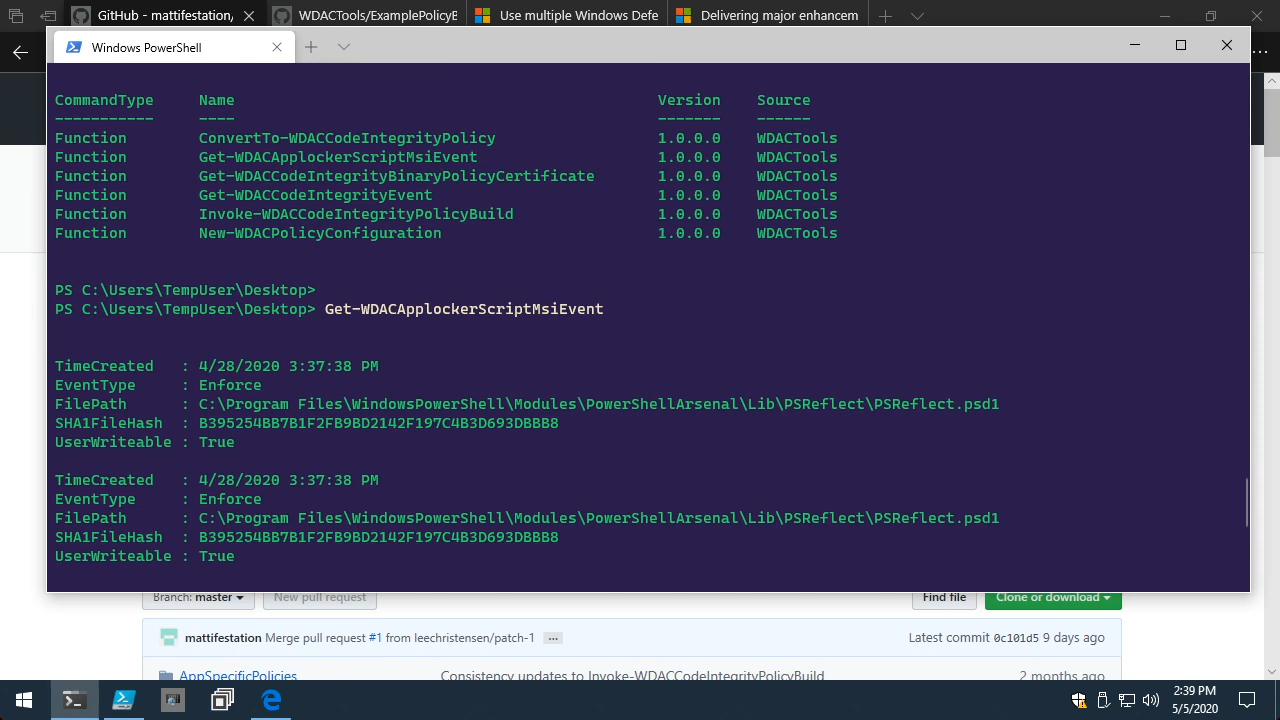 GitHub - mattifestation/ WDACTools/ExamplePolicyB Use multiple Windows Defe Delivering major enhancem
Windows PowerShell
CommandType Name Version Source
----------- ---- ------- ------
Function ConvertTo-WDACCodeIntegrityPolicy 1.0.0.0 WDACTools
Function Get-WDACApplockerScriptMsiEvent 1.0.0.0 WDACTools
Function Get-WDACCodeIntegrityBinaryPolicyCertificate 1.0.0.0 WDACTools
Function Get-WDACCodeIntegrityEvent 1.0.0.0 WDACTools
Function Invoke-WDACCodeIntegrityPolicyBuild 1.0.0.0 WDACTools
Function New-WDACPolicyConfiguration 1.0.0.0 WDACTools
PS C:\Users\TempUser\Desktop>
PS C:\Users\TempUser\Desktop> Get-WDACApplockerScriptMsiEvent
TimeCreated : 4/28/2020 3:37:38 PM
EventType : Enforce
FilePath : C:\Program Files\WindowsPowerShell\Modules\PowerShellArsenal\Lib\PSReflect\PSReflect.psd1
SHA1FileHash : B395254BB7B1F2FB9BD2142F197C4B3D693DBBB8
UserWriteable : True
TimeCreated : 4/28/2020 3:37:38 PM
EventType : Enforce
FilePath : C:\Program Files\WindowsPowerShell\Modules\PowerShellArsenal\Lib\PSReflect\PSReflect.psd1
SHA1FileHash : B395254BB7B1F2FB9BD2142F197C4B3D693DBBB8
UserWriteable : True
Branch: master New pull request Find file Clone or download
mattifestation Merge pull request #1 from leechristensen/patch-1 ... Latest commit 0c101d5 9 days ago
AppSpecificPolicies Consistency updates to Invoke-WDACCodeIntegrityPolicyBuild 2 months ago
2:39 PM
5/5/2020